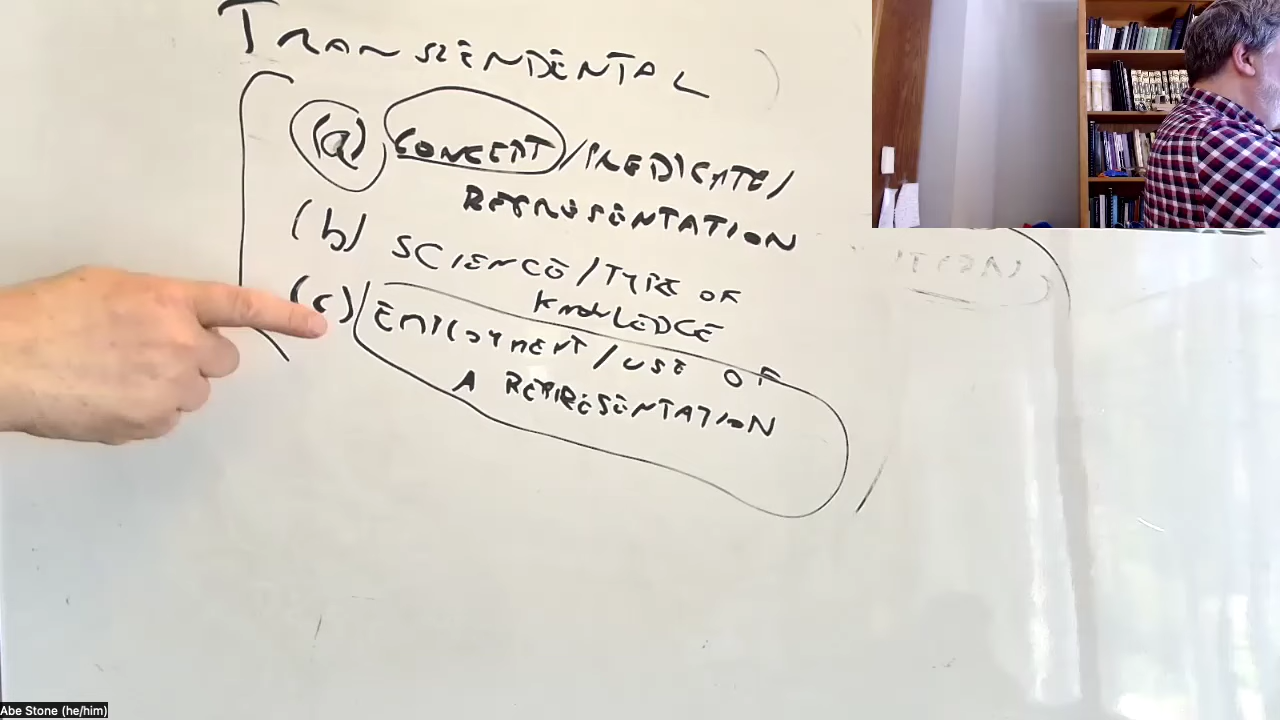 TRANSCENDENTAL
(a) CONCEPT/PREDICATE/
REPRESENTATION
(b) SCIENCE/TYPE OF
KNOWLEDGE
(c) EMPLOYMENT/USE OF
A REPRESENTATION
Abe Stone (he/him)